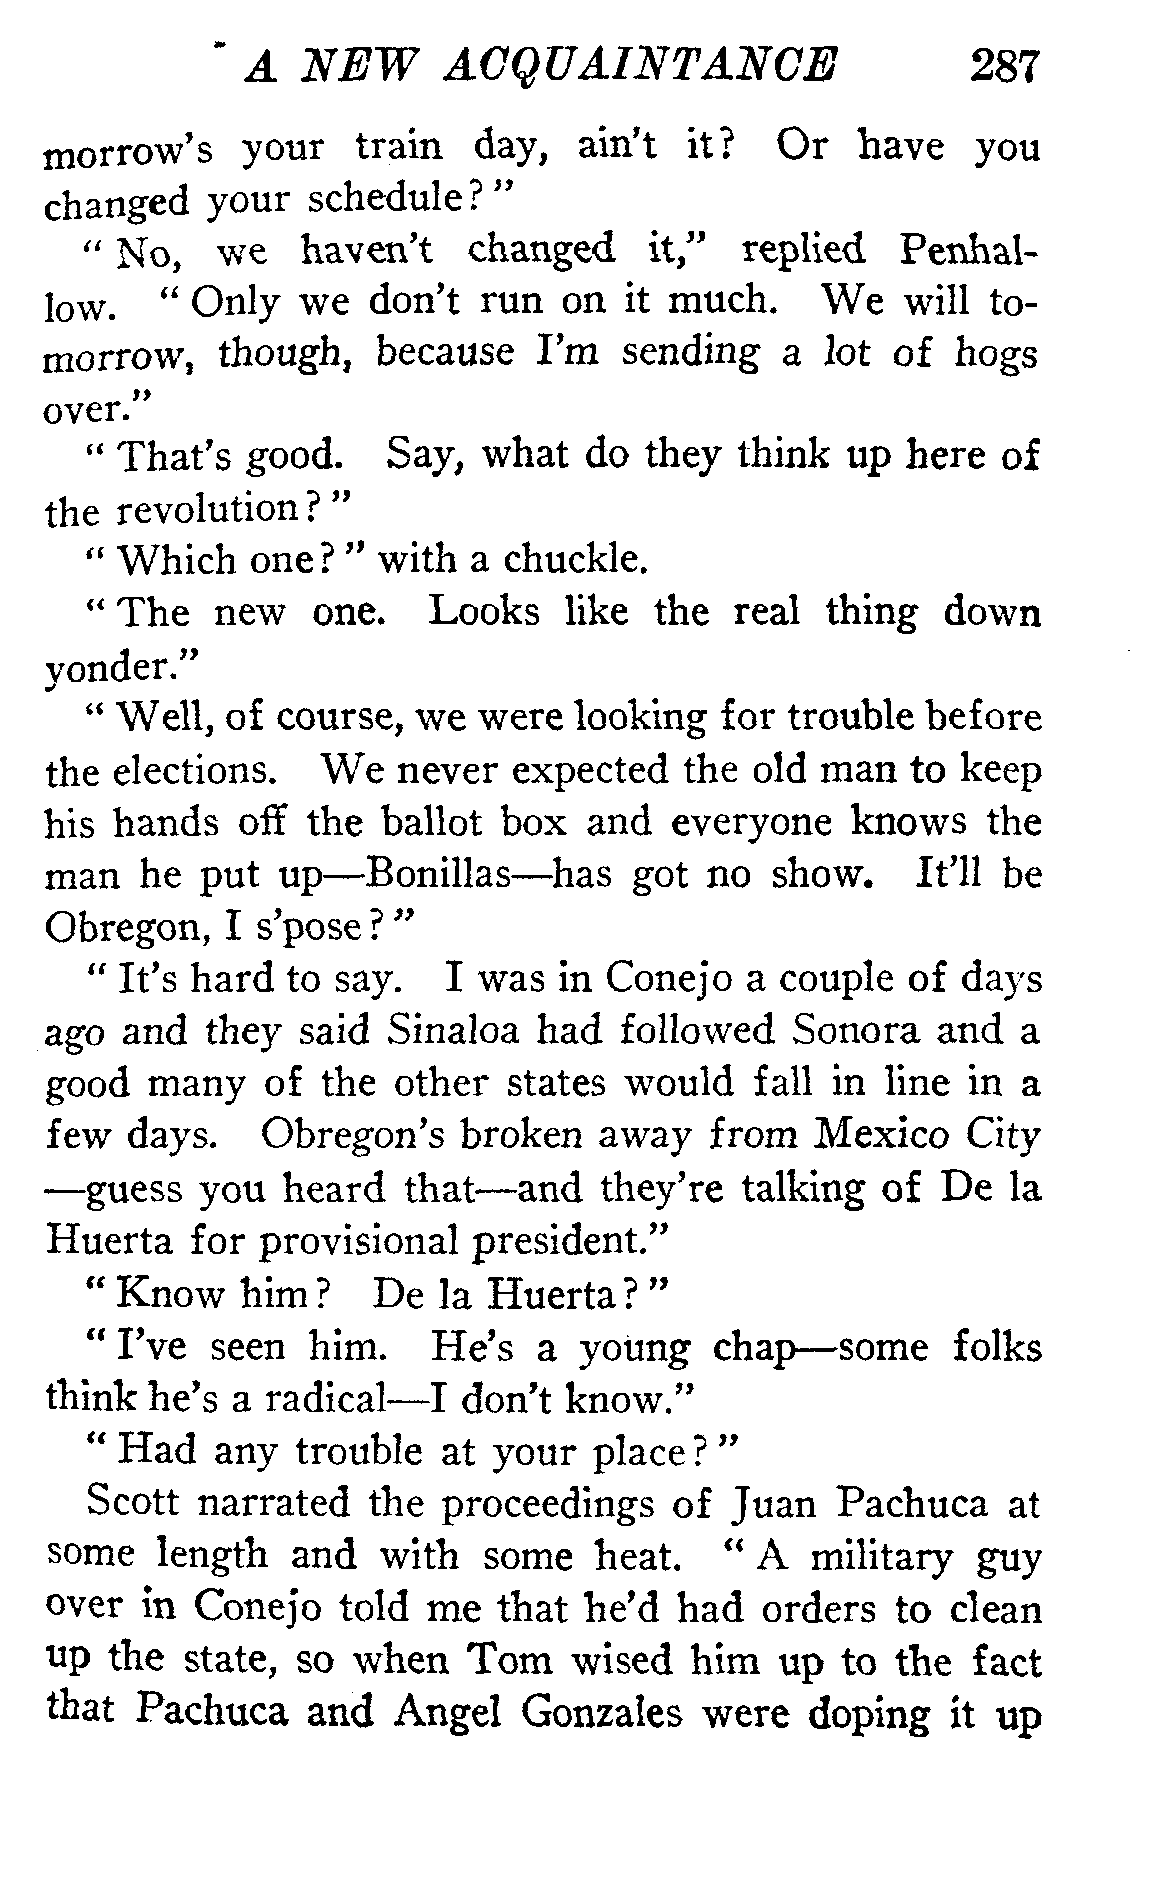 A NEW ACQUAINTANCE 287
morrow's your train day, ain't it? Or have you
changed your schedule?"
"No, we haven't changed it," replied Penhal-
low. "Only we don't run on it much. We will to-
morrow, though, because I'm sending a lot of hogs
over."
"That's good. Say, what do they think up here of
the revolution?"
"Which one?" with a chuckle.
"The new one. Looks like the real thing down
yonder."
"Well, of course, we were looking for trouble before
the elections. We never expected the old man to keep
his hands off the ballot box and everyone knows the
man he put up—Bonillas—has got no show. It'll be
Obregon, I s'pose?"
"It's hard to say. I was in Conejo a couple of days
ago and they said Sinaloa had followed Sonora and a
good many of the other states would fall in line in a
few days. Obregon's broken away from Mexico City
—guess you heard that—and they're talking of De la
Huerta for provisional president."
"Know him? De la Huerta?"
"I've seen him. He's a young chap—some folks
think he's a radical—I don't know."
"Had any trouble at your place?"
Scott narrated the proceedings of Juan Pachuca at
some length and with some heat. "A military guy
over in Conejo told me that he'd had orders to clean
up the state, so when Tom wised him up to the fact
that Pachuca and Angel Gonzales were doping it up